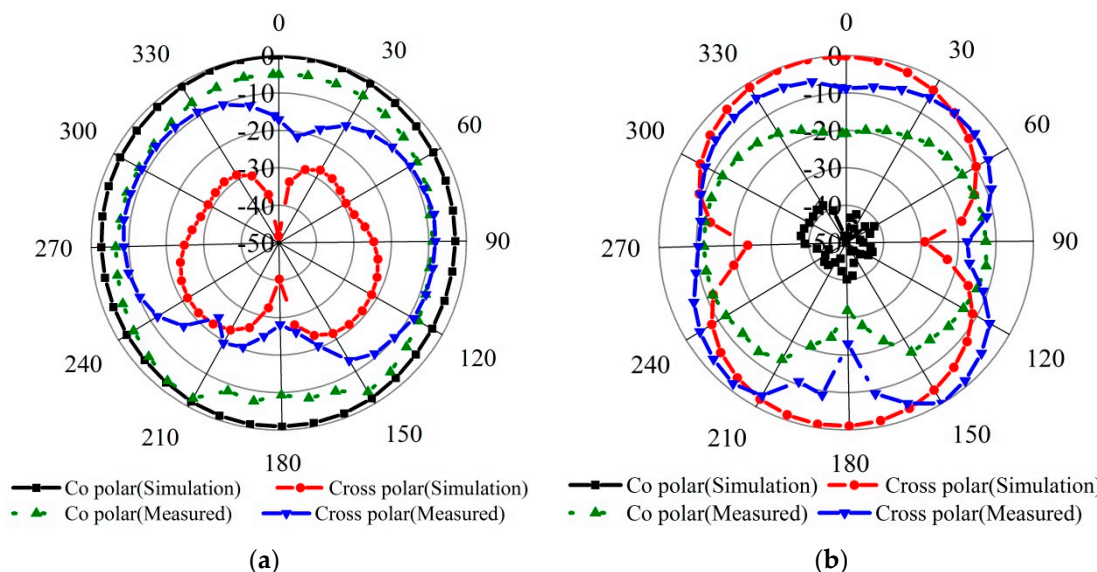 0 0
330 30 330 30
0 0
-10 -10
300 60 300 60
-20 -20
-30 -30
-40 -40
270 -50 90 270 -50 90
240 120 240 120
210 150 210 150
180 180
Co polar(Simulation) Cross polar(Simulation) Co polar(Simulation) Cross polar(Simulation)
Co polar(Measured) Cross polar(Measured) Co polar(Measured) Cross polar(Measured)
(a) (b)